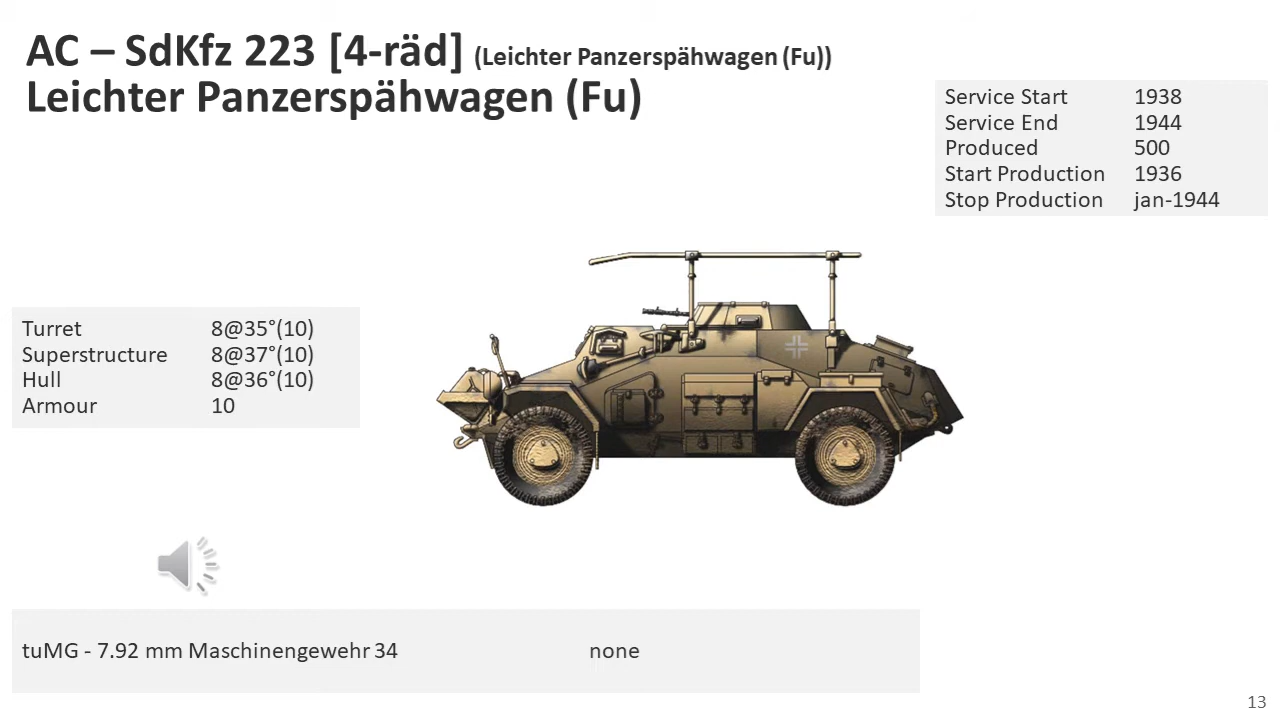 AC – SdKfz 223 [4-räd] (Leichter Panzerspähwagen (Fu))
Leichter Panzerspähwagen (Fu)
Service Start 1938
Service End 1944
Produced 500
Start Production 1936
Stop Production jan-1944
Turret 8@35°(10)
Superstructure 8@37°(10)
Hull 8@36°(10)
Armour 10
tuMG - 7.92 mm Maschinengewehr 34 none
13